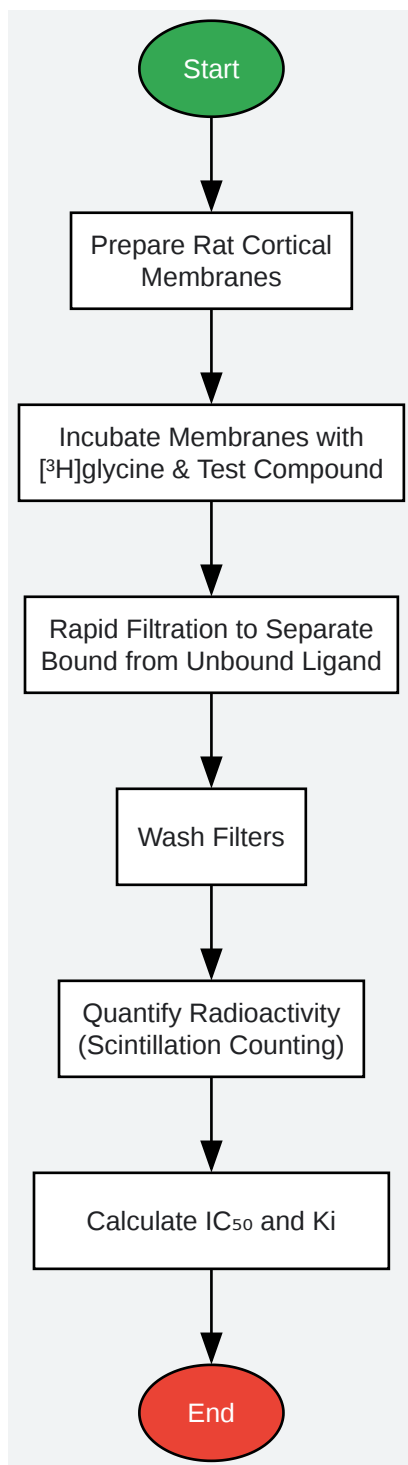 Start
Prepare Rat Cortical
Membranes
Incubate Membranes with
[³H]glycine & Test Compound
Rapid Filtration to Separate
Bound from Unbound Ligand
Wash Filters
Quantify Radioactivity
(Scintillation Counting)
Calculate IC₅₀ and Ki
End